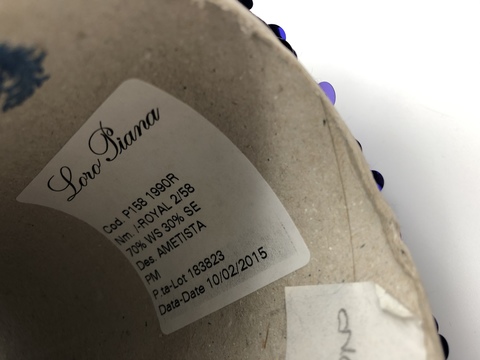 Loro Piana
Cod. P158 1990R
Nm. /-ROYAL 2/58
70% WS 30% SE
Des. AMETISTA
PM
P.ta-Lot 183823
Data-Date 10/02/2015